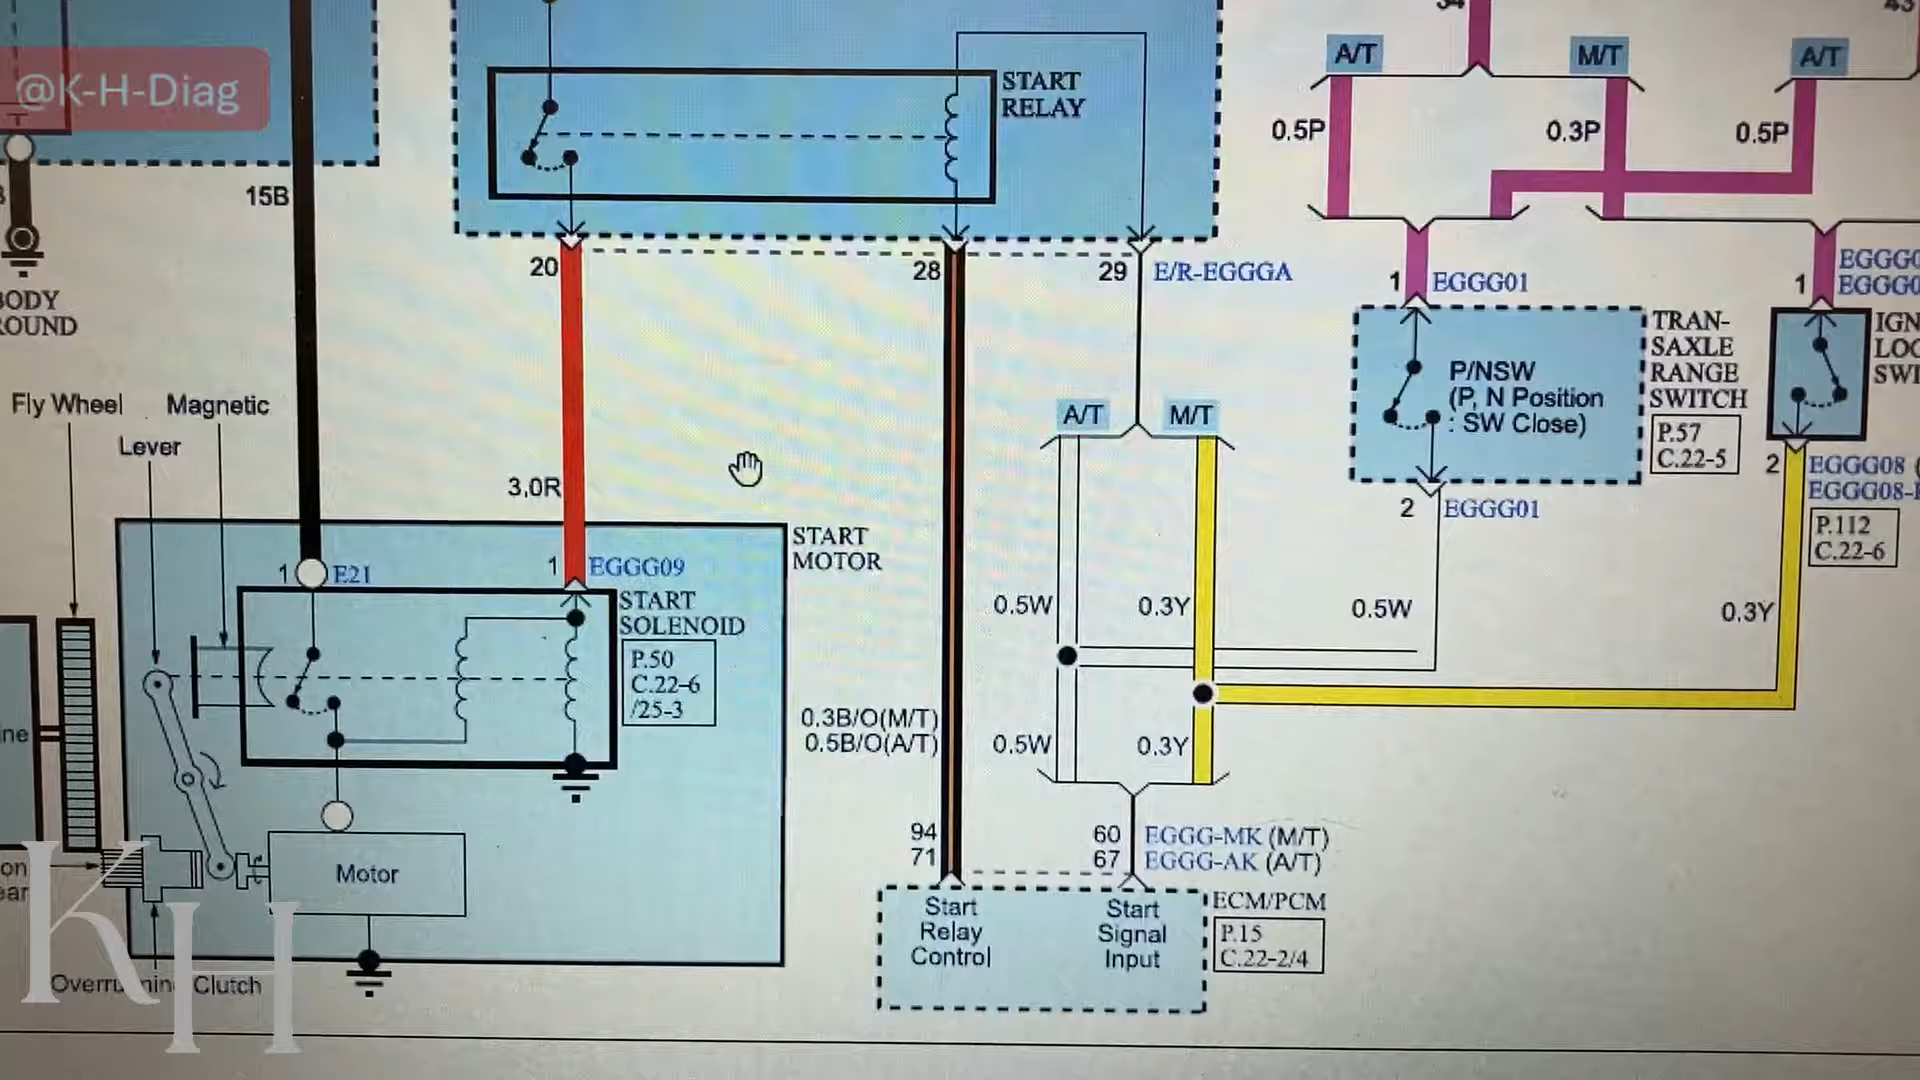 @K-H-Diag
15B
BODY
Fly Wheel
Magnetic
Lever
1
E21
START
RELAY
20
28
29
E/R-EGGGA
3.0R
1
EGGG09
START
MOTOR
START
SOLENOID
P.50
C.22-6
/25-3
Motor
Clutch
0.3B/O(M/T)
0.5B/O(A/T)
94
71
A/T
M/T
0.5W
0.3Y
0.5W
0.3Y
60
67
EGGG-MK (M/T)
EGGG-AK (A/T)
Start
Relay
Control
Start
Signal
Input
ECM/PCM
P.15
C.22-2/4
A/T
M/T
A/T
0.5P
0.3P
0.5P
1
EGGG01
P/NSW
(P, N Position
: SW Close)
TRAN-
SAXLE
RANGE
SWITCH
P.57
C.22-5
2
EGGG01
0.5W
1
2
EGGG08
P.112
C.22-6
0.3Y
KH